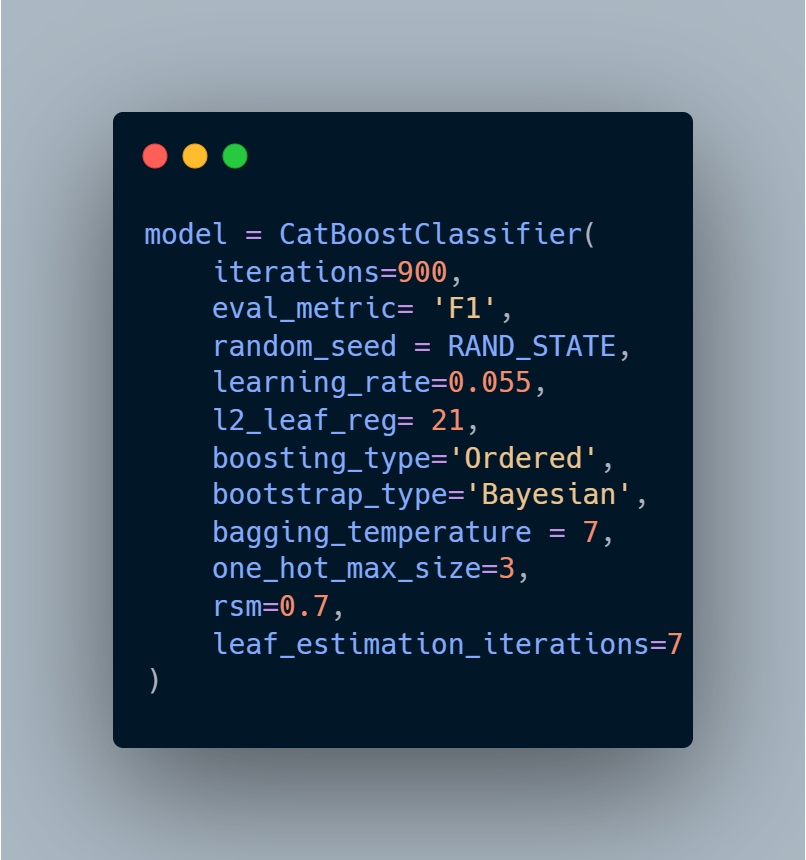 model = CatBoostClassifier(
    iterations=900,
    eval_metric= 'F1',
    random_seed = RAND_STATE,
    learning_rate=0.055,
    l2_leaf_reg= 21,
    boosting_type='Ordered',
    bootstrap_type='Bayesian',
    bagging_temperature = 7,
    one_hot_max_size=3,
    rsm=0.7,
    leaf_estimation_iterations=7
)